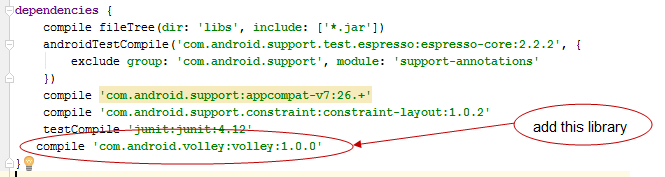 dependencies {
    compile fileTree(dir: 'libs', include: ['*.jar'])
    androidTestCompile('com.android.support.test.espresso:espresso-core:2.2.2', {
        exclude group: 'com.android.support', module: 'support-annotations'
    })
    compile 'com.android.support:appcompat-v7:26.+'
    compile 'com.android.support.constraint:constraint-layout:1.0.2'
    testCompile 'junit:junit:4.12'
add this library
   compile 'com.android.volley:volley:1.0.0'
}